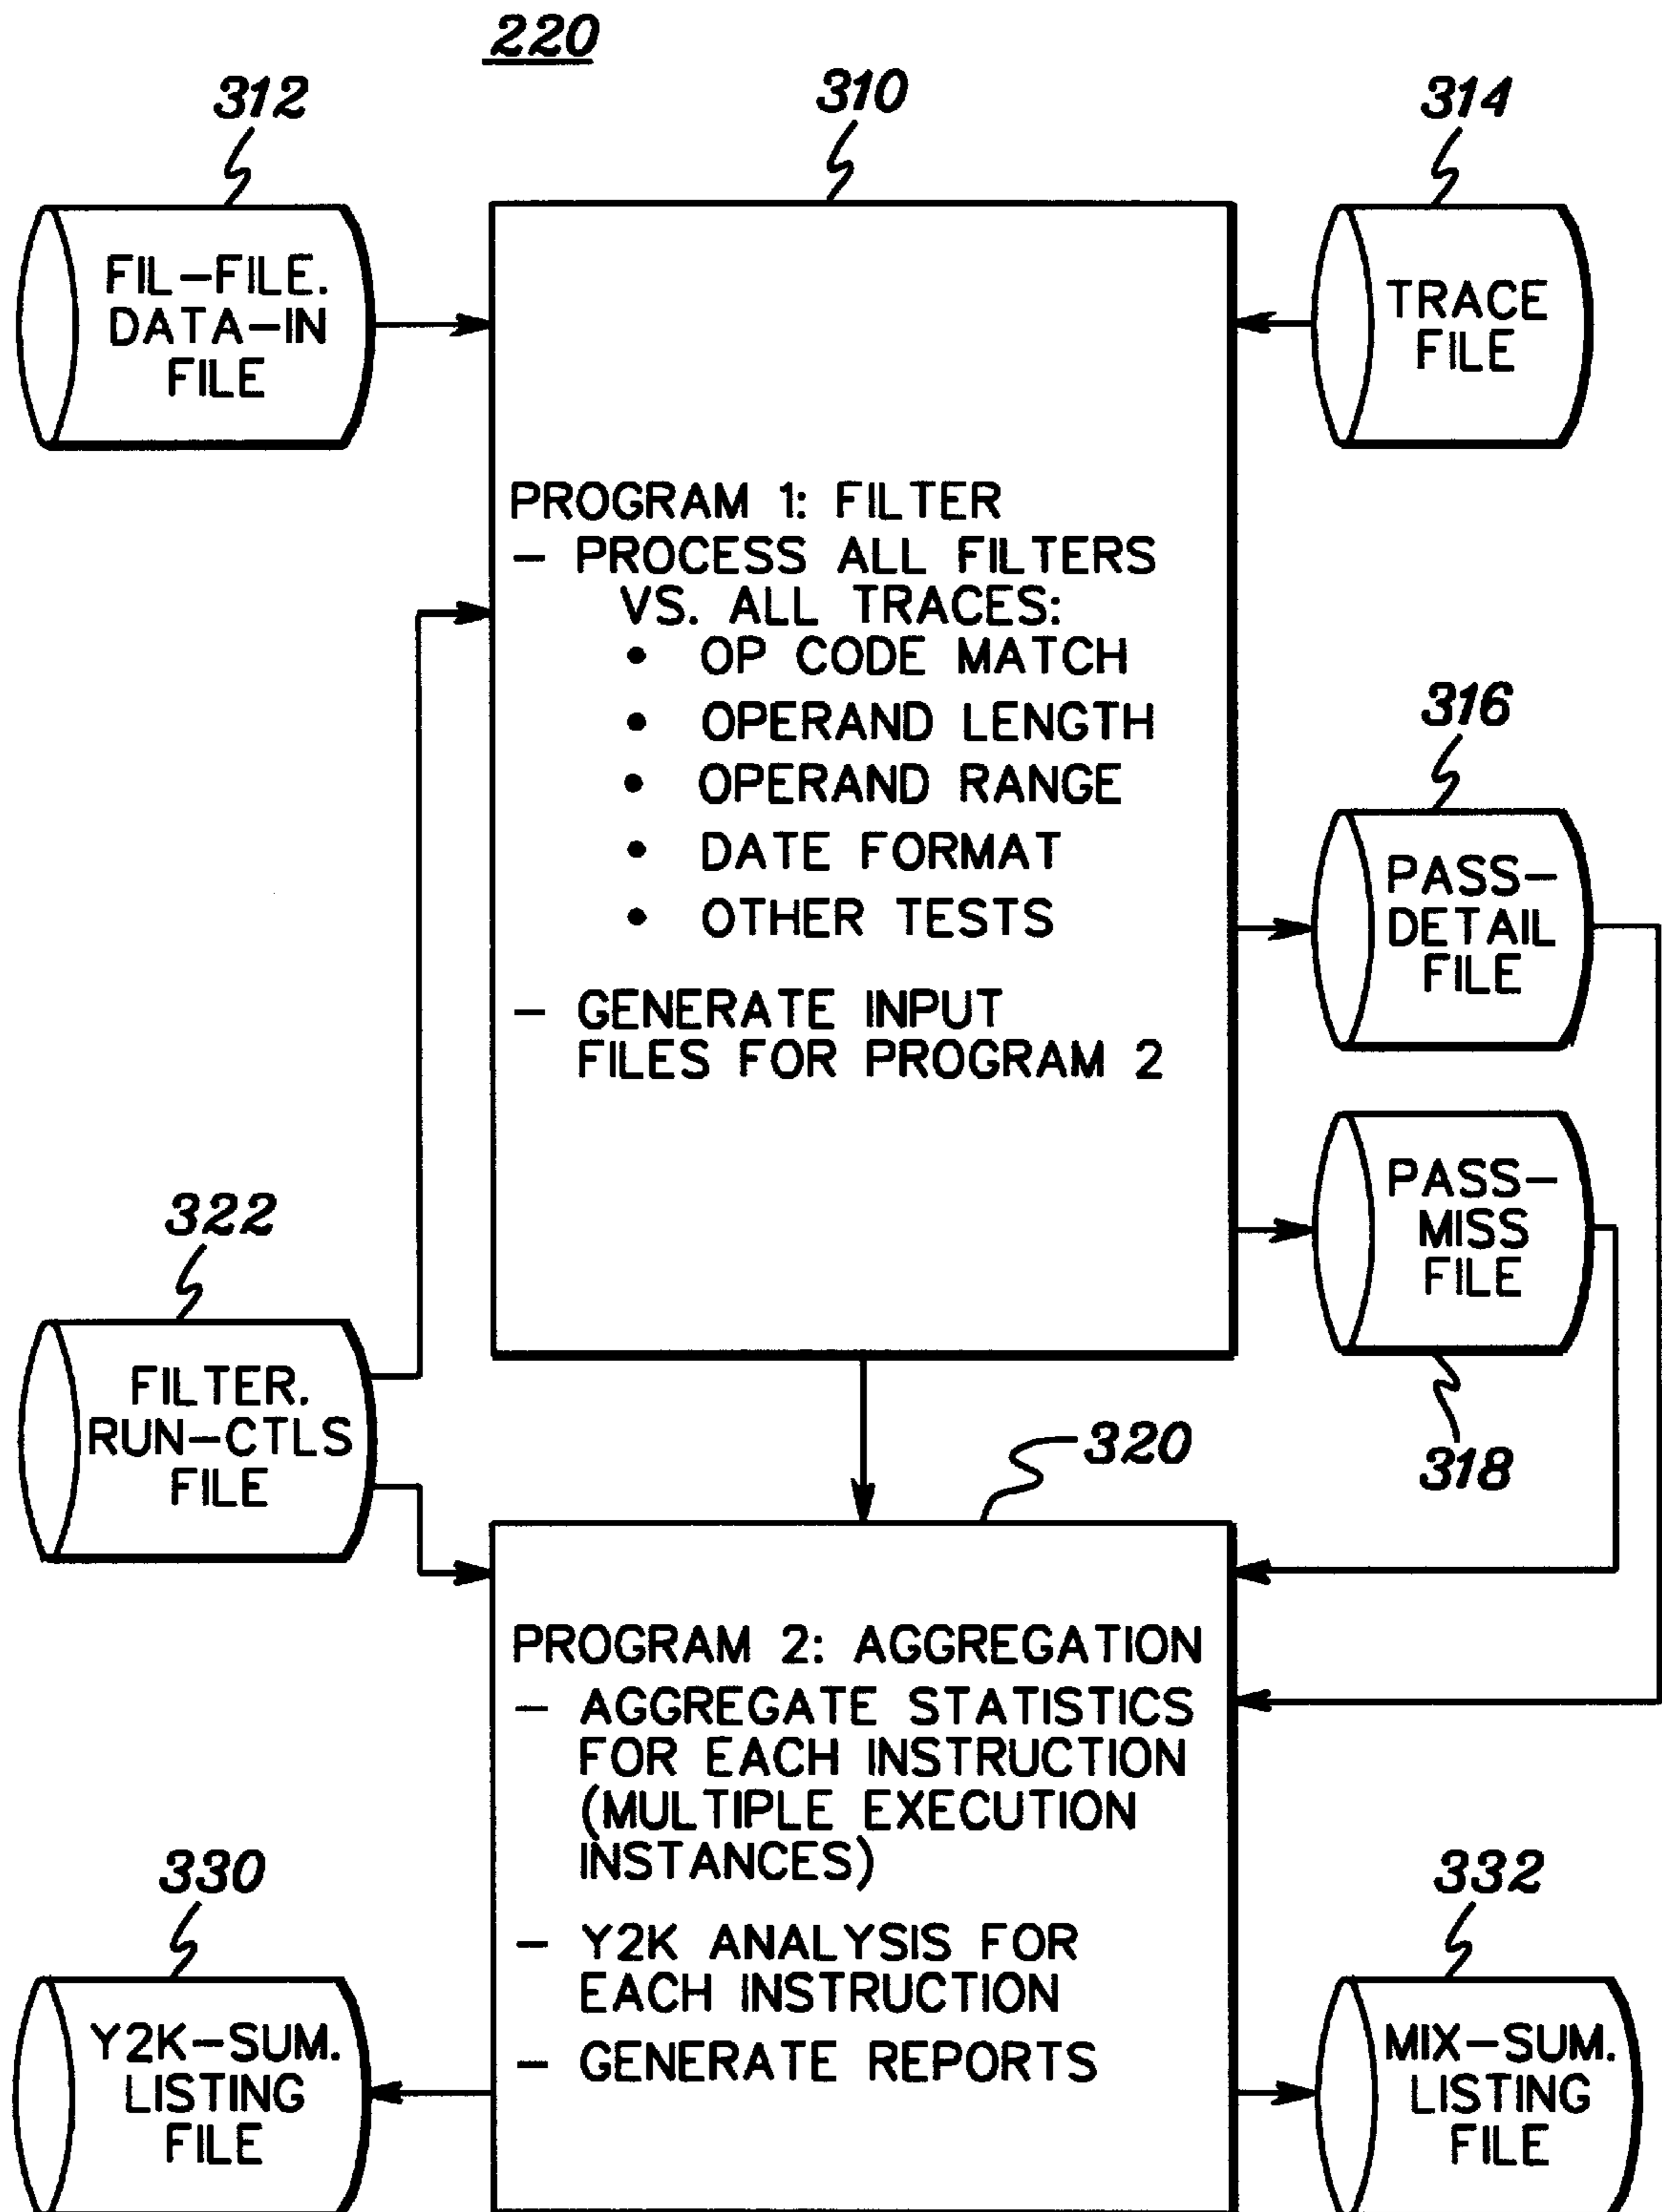 220
312
310
314
FIL-FILE.
DATA-IN
FILE
TRACE
FILE
PROGRAM 1: FILTER
- PROCESS ALL FILTERS
VS. ALL TRACES:
• OP CODE MATCH
• OPERAND LENGTH
• OPERAND RANGE
• DATE FORMAT
• OTHER TESTS
- GENERATE INPUT
FILES FOR PROGRAM 2
316
PASS-
DETAIL
FILE
PASS-
MISS
FILE
318
322
FILTER.
RUN-CTLS
FILE
320
PROGRAM 2: AGGREGATION
- AGGREGATE STATISTICS
FOR EACH INSTRUCTION
(MULTIPLE EXECUTION
INSTANCES)
- Y2K ANALYSIS FOR
EACH INSTRUCTION
- GENERATE REPORTS
330
Y2K-SUM.
LISTING
FILE
332
MIX-SUM.
LISTING
FILE